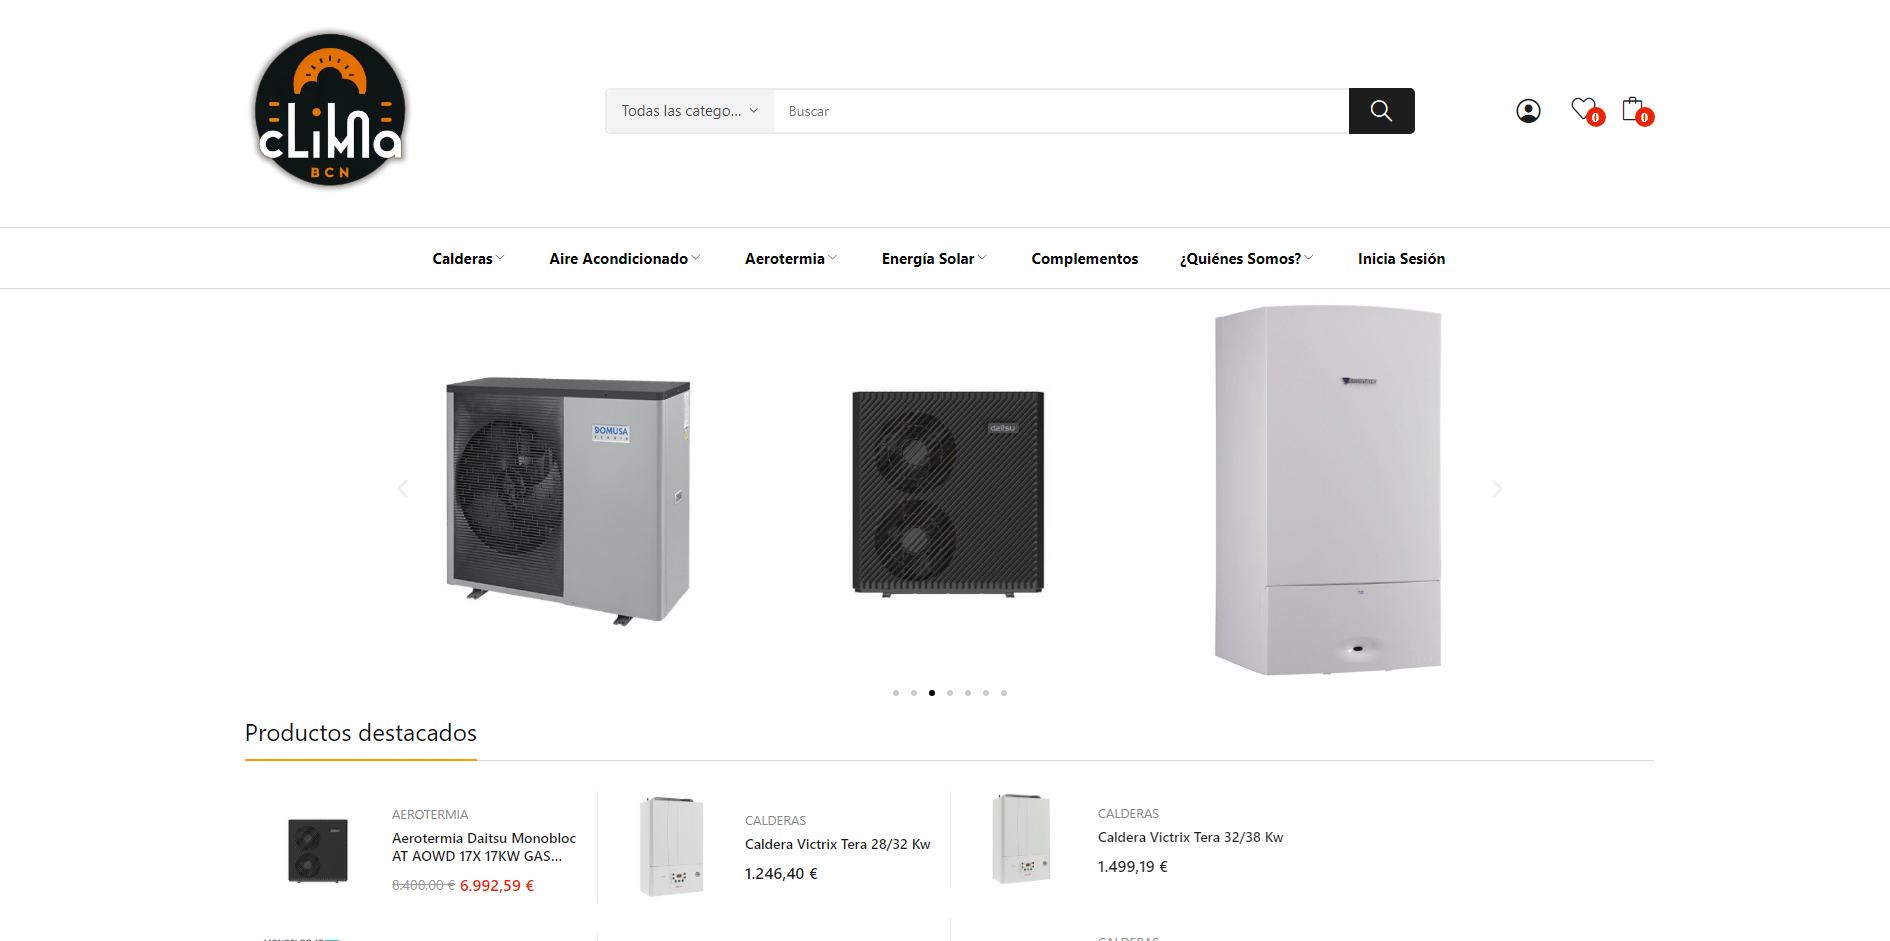 CLIMA
BCN
Todas las catego...
Buscar
0
0
Calderas
Aire Acondicionado
Aerotermia
Energía Solar
Complementos
¿Quiénes Somos?
Inicia Sesión
DOMUSA
TEKNIK
daitsu
Productos destacados
AEROTERMIA
Aerotermia Daitsu Monobloc
AT AOWD 17X 17KW GAS...
8.400,00 € 6.992,59 €
CALDERAS
Caldera Victrix Tera 28/32 Kw
1.246,40 €
CALDERAS
Caldera Victrix Tera 32/38 Kw
1.499,19 €
CALDERAS